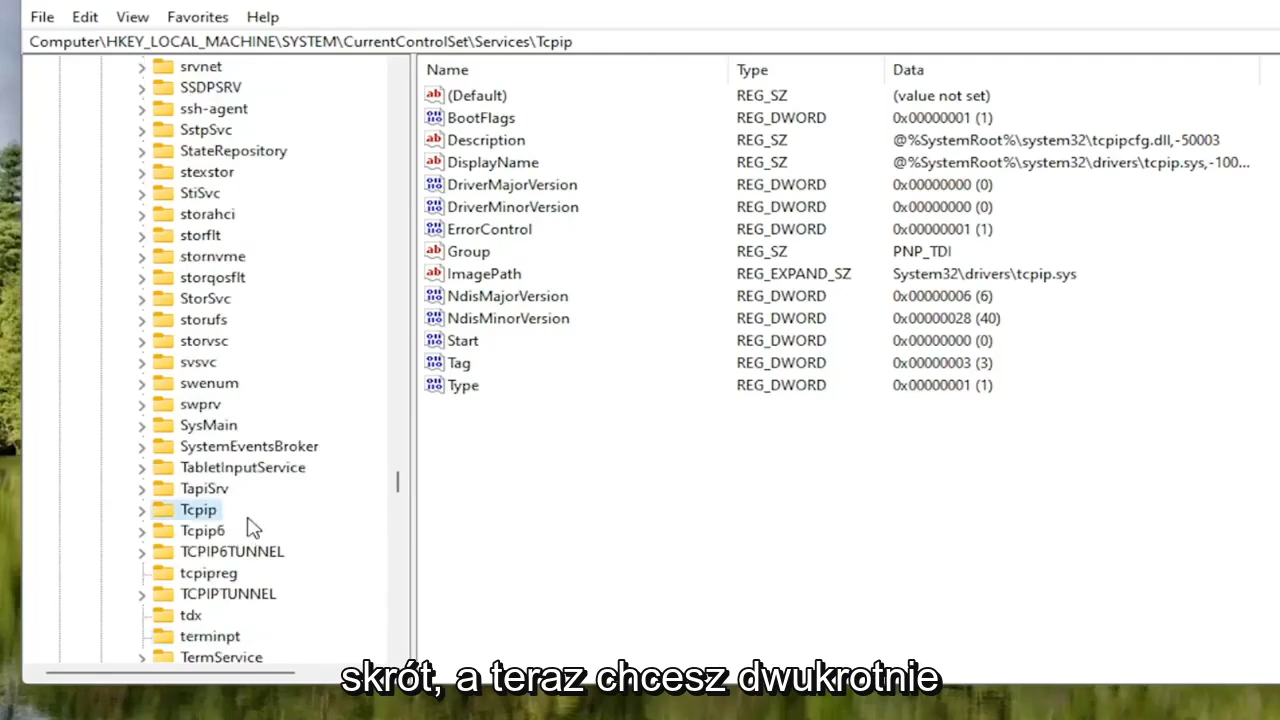 File Edit View Favorites Help
Computer\HKEY_LOCAL_MACHINE\SYSTEM\CurrentControlSet\Services\Tcpip
srvnet
SSDPSRV
ssh-agent
SstpSvc
StateRepository
stexstor
StiSvc
storahci
storflt
stornvme
storqosflt
StorSvc
storufs
storvsc
svsvc
swenum
swprv
SysMain
SystemEventsBroker
TabletInputService
TapiSrv
Tcpip
Tcpip6
TCPIP6TUNNEL
tcpipreg
TCPIPTUNNEL
tdx
terminpt
TermService
Name Type Data
(Default) REG_SZ (value not set)
BootFlags REG_DWORD 0x00000001 (1)
Description REG_SZ @%SystemRoot%\system32\tcpipcfg.dll,-50003
DisplayName REG_SZ @%SystemRoot%\system32\drivers\tcpip.sys,-100...
DriverMajorVersion REG_DWORD 0x00000000 (0)
DriverMinorVersion REG_DWORD 0x00000000 (0)
ErrorControl REG_DWORD 0x00000001 (1)
Group REG_SZ PNP_TDI
ImagePath REG_EXPAND_SZ System32\drivers\tcpip.sys
NdisMajorVersion REG_DWORD 0x00000006 (6)
NdisMinorVersion REG_DWORD 0x00000028 (40)
Start REG_DWORD 0x00000000 (0)
Tag REG_DWORD 0x00000003 (3)
Type REG_DWORD 0x00000001 (1)
skrót, a teraz chcesz dwukrotnie